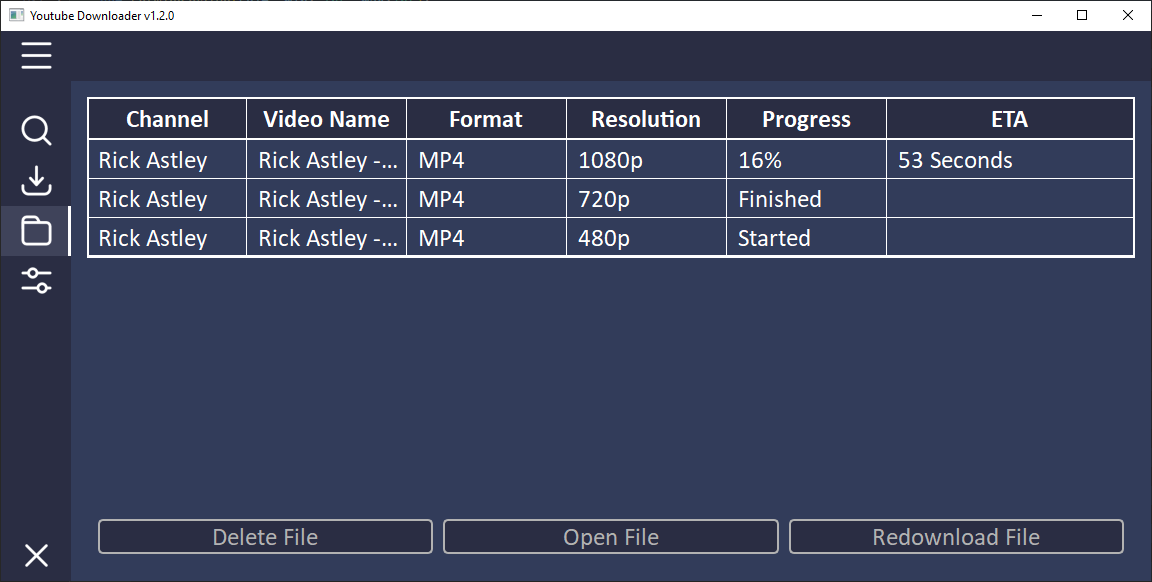 Youtube Downloader v1.2.0
Channel Video Name Format Resolution Progress ETA
Rick Astley Rick Astley -... MP4 1080p 16% 53 Seconds
Rick Astley Rick Astley -... MP4 720p Finished
Rick Astley Rick Astley -... MP4 480p Started
Delete File Open File Redownload File